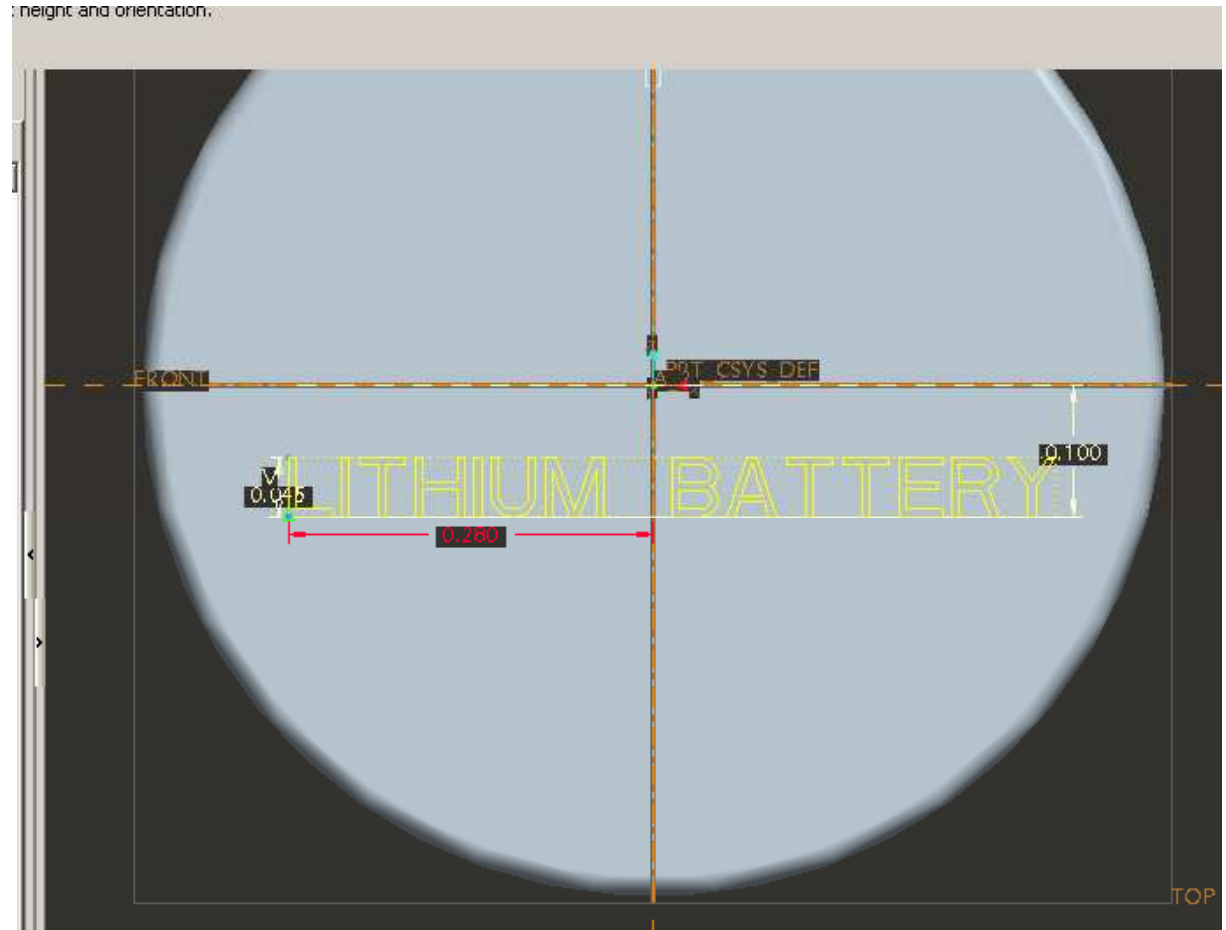 height and orientation.
FRONT
PRT_CSYS_DEF
0.100
M
0.045
LITHIUM BATTERY
0.280
TOP